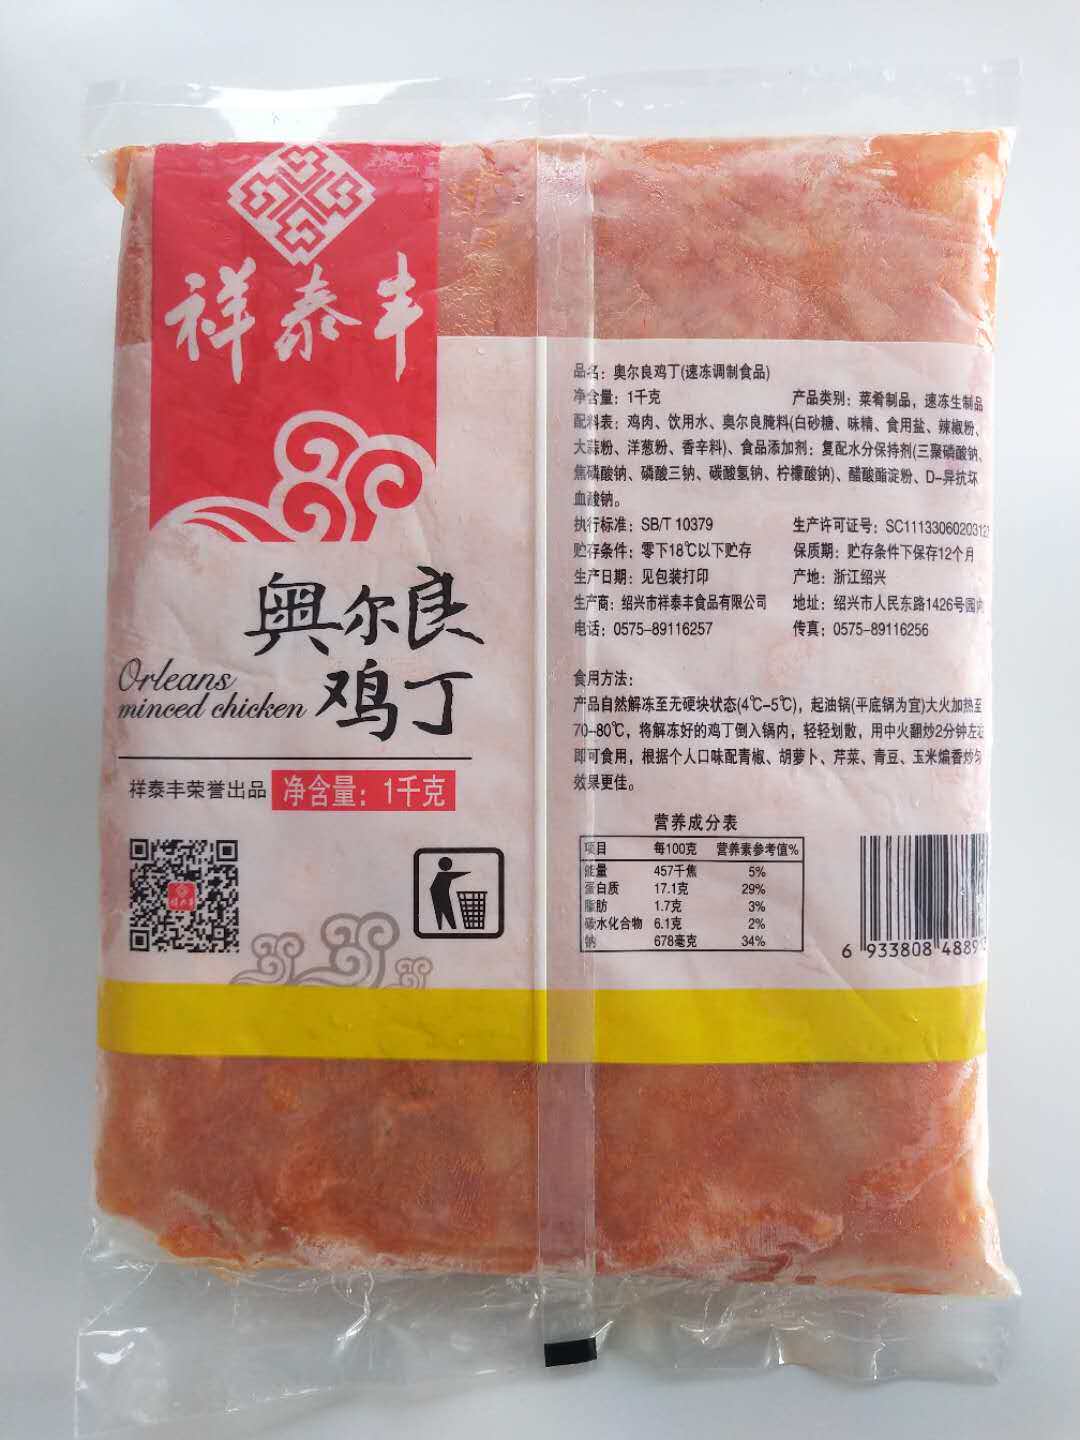 祥泰丰
奥尔良
鸡丁
Orleans
minced chicken
祥泰丰荣誉出品
净含量：1千克
品名：奥尔良鸡丁(速冻调制食品)
净含量：1千克 产品类别：菜肴制品，速冻生制品
配料表：鸡肉、饮用水、奥尔良腌料(白砂糖、味精、食用盐、辣椒粉、
大蒜粉、洋葱粉、香辛料)、食品添加剂：复配水分保持剂(三聚磷酸钠、
焦磷酸钠、磷酸三钠、碳酸氢钠、柠檬酸钠)、醋酸酯淀粉、D-异抗坏
血酸钠。
执行标准：SB/T 10379 生产许可证号：SC111330602031
贮存条件：零下18℃以下贮存 保质期：贮存条件下保存12个月
生产日期：见包装打印 产地：浙江绍兴
生产商：绍兴市祥泰丰食品有限公司 地址：绍兴市人民东路1426号园内
电话：0575-89116257 传真：0575-89116256
食用方法：
产品自然解冻至无硬块状态(4℃-5℃)，起油锅(平底锅为宜)大火加热至
70-80℃，将解冻好的鸡丁倒入锅内，轻轻划散，用中火翻炒2分钟左右
即可食用，根据个人口味配青椒、胡萝卜、芹菜、青豆、玉米煸香炒匀
效果更佳。
营养成分表
项目 每100克 营养素参考值%
能量 457千焦 5%
蛋白质 17.1克 29%
脂肪 1.7克 3%
碳水化合物 6.1克 2%
钠 678毫克 34%
6 933808 4889